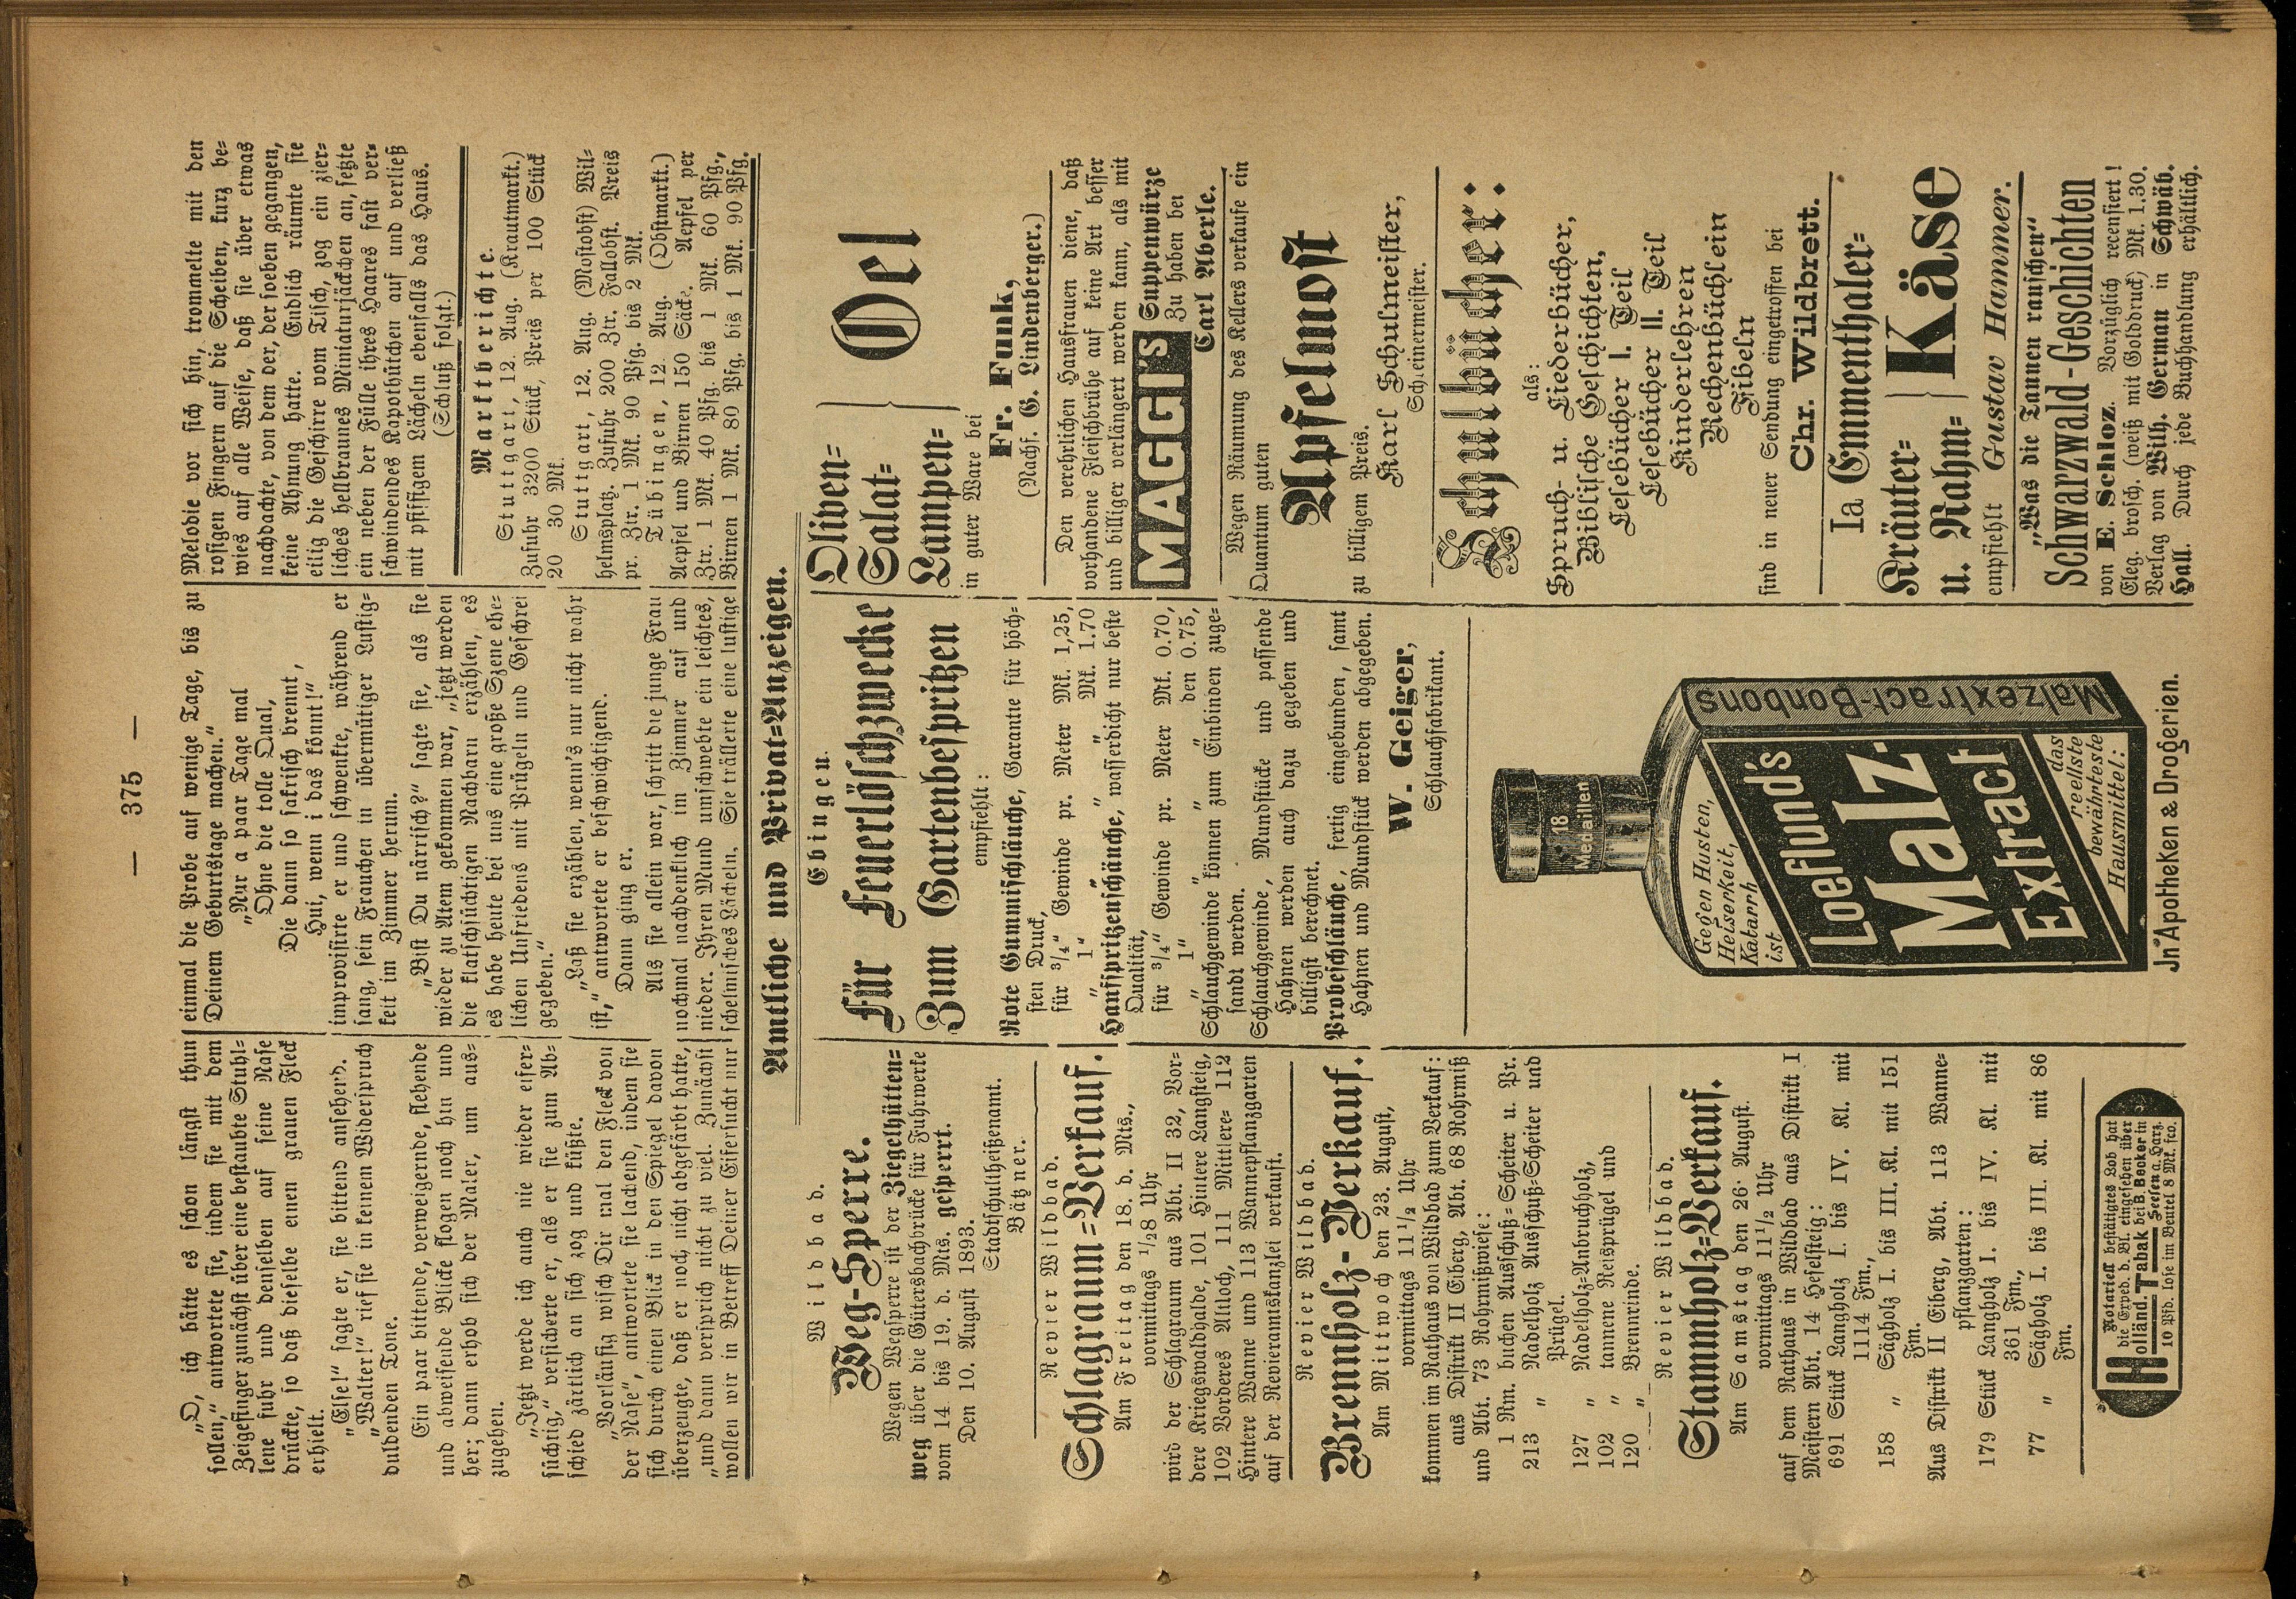 — 375 —
„O, ich hätte es schon längst thun
sollen,“ antwortete sie, indem sie mit dem
Zeigefinger zunächst über eine bestaubte Stuhl=
lene fuhr und denselben auf seine Nase
drückte, so daß dieselbe einen grauen Fleck
erhielt.
„Else!“ sagte er, sie bittend ansehend.
„Walter!“ rief sie in keinem Widerspruch
duldenden Tone.
Ein paar bittende, verweigernde, flehende
und abweisende Blicke flogen noch hin und
her; dann erhob sich der Maler, um aus=
zugehen.
„Jetzt werde ich auch nie wieder eifer=
süchtig,“ versicherte er, als er sie zum Ab=
schied zärtlich an sich zog und küßte.
„Vorläufig wisch Dir mal den Fleck von
der Nase“, antwortete sie lachend, indem sie
sich durch einen Blick in den Spiegel davon
überzeugte, daß er noch nicht abgefärbt hatte,
„und dann versprich nicht zu viel. Zunächst
wollen wir in Betreff Deiner Eifersucht nur
einmal die Probe auf wenige Tage, bis zu
Deinem Geburtstage machen.“
„Nur a paar Tage mal
Ohne die tolle Qual,
Die dann so sakrisch brennt,
Hui, wenn i das könnt!“
improvisirte er und schwenkte, während er
sang, sein Frauchen in übermütiger Lustig=
keit im Zimmer herum.
„Bist Du närrisch?“ sagte sie, als sie
wieder zu Atem gekommen war, „jetzt werden
die klatschsüchtigen Nachbarn erzählen, es
es habe heute bei uns eine große Szene ehe=
lichen Unfriedens mit Prügeln und Geschrei
gegeben.“
„Laß sie erzählen, wenn's nur nicht wahr
ist,“ antwortete er beschwichtigend.
Dann ging er.
Als sie allein war, schritt die junge Frau
nochmal nachdenklich im Zimmer auf und
nieder. Ihren Mund umschwebte ein leichtes,
schelmisches Lächeln. Sie trällerte eine lustige
Melodie vor sich hin, trommelte mit den
rosigen Fingern auf die Scheiben, kurz be=
wies auf alle Weise, daß sie über etwas
nachdachte, von dem der, der soeben gegangen,
keine Ahnung hatte. Endlich räumte sie
eilig die Geschirre vom Tisch, zog ein zier=
liches hellbraunes Miniaturjäckchen an, setzte
ein neben der Fülle ihres Haares fast ver=
schwindendes Kapothütchen auf und verließ
mit pfiffigem Lächeln ebenfalls das Haus.
(Schluß folgt.)
Marktberichte.
Stuttgart, 12. Aug. (Krautmarkt.)
Zufuhr 3200 Stück, Preis per 100 Stück
20 30 Mk.
Stuttgart, 12. Aug. (Mostobst) Wil=
helmsplatz. Zufuhr 200 Ztr. Fallobst. Preis
pr. Ztr. 1 Mk. 90 Pfg. bis 2 Mk.
Tübingen, 12. Aug. (Obstmarkt.)
Aepfel und Birnen 150 Säcke. Aepfel per
Ztr. 1 Mk. 40 Pfg. bis 1 Mk. 60 Pfg.,
Birnen 1 Mk. 80 Pfg. bis 1 Mk. 90 Pfg.
Amtliche und Privat=Anzeigen.
Wildbad.
Weg-Sperre.
Wegen Wegsperre ist der Ziegelhütten=
weg über die Gütersbachbrücke für Fuhrwerke
vom 14 bis 19. d. Mts. gesperrt.
Den 10. August 1893.
Stadtschultheißenamt.
Bätzner.
Revier Wildbad.
Schlagraum=Verkauf.
Am Freitag den 18. d. Mts.,
vormittags 1/28 Uhr
wird der Schlagraum aus Abt. II 32, Vor=
dere Kriegswaldhalde, 101 Hintere Langsteig,
102 Vorderes Altloch, 111 Mittlere= 112
Hintere Wanne und 113 Wannepflanzgarten
auf der Revieramtskanzlei verkauft.
Revier Wildbad.
Brennholz-Verkauf.
Am Mittwoch den 23. August,
vormittags 11 1/2 Uhr
kommen im Rathaus von Wildbad zum Verkauf:
aus Distrikt II Eiberg, Abt. 68 Rohrmiß
und Abt. 73 Rohrmißwiese:
1 Rm. buchen Ausschuß=Scheiter u. Pr.
213 „ Nadelholz Ausschuß=Scheiter und
Prügel.
127 „ Nadelholz=Anbruchholz,
102 „ tannene Reisprügel und
120 „ Brennrinde.
Revier Wildbad.
Stammholz=Verkauf.
Am Samstag den 26. August.
vormittags 11 1/2 Uhr
auf dem Rathaus in Wildbad aus Distrikt I
Meistern Abt. 14 Heselsteig:
691 Stück Langholz I. bis IV. Kl. mit
1114 Fm.,
158 „ Sägholz I. bis III. Kl. mit 151
Fm.
Aus Distrikt II Eiberg, Abt. 113 Wanne=
pflanzgarten:
179 Stück Langholz I. bis IV. Kl. mit
361 Fm.,
77 „ Sägholz I. bis III. Kl. mit 86
Fm.
Notariell bestätigtes Lob hat
die Exped. d. Bl. eingesehen über
Holländ. Tabak bei B. Becker in
Seesen a. Harz.
10 Pfd. lose im Beutel 8 Mk. fco.
Ebingen.
Für Feuerlöschzwecke
Zum Gartenbespritzen
empfiehlt:
Rote Gummischläuche, Garantie für höch=
sten Druck,
für 3/4“ Gewinde pr. Meter Mk. 1,25,
„ 1“ „ „ „ Mk. 1.70
Hausspritzenschäuche, wasserdicht nur beste
Qualität,
für 3/4“ Gewinde pr. Meter Mk. 0.70,
„ 1“ „ „ den 0.75,
Schlauchgewinde können zum Einbinden zuge=
sandt werden.
Schlauchgewinde, Mundstücke und passende
Hahnen werden auch dazu gegeben und
billigst berechnet.
Probeschläuche, fertig eingebunden, samt
Hahnen und Mundstück werden abgegeben.
W. Geiger,
Schlauchfabrikant.
18
Medaillen
Gegen Husten,
Heiserkeit,
Katarrh
ist
Loeflund's
Malz-
Extract
das
reellste
bewährteste
Hausmittel:
Malzextract-Bonbons
Jn Apotheken & Drogerien.
Oliven=
Salat=
Lampen=
Oel
in guter Ware bei
Fr. Funk,
(Nachf. G. Lindenberger.)
Den verehrlichen Hausfrauen diene, daß
vorhandene Fleischbrühe auf keine Art besser
und billiger verlängert werden kann, als mit
MAGGI'S Suppenwürze
Zu haben bei
Carl Aberle.
Wegen Räumung des Kellers verkaufe ein
Quantum guten
Apfelmost
zu billigem Preis.
Karl Schulmeister,
Schreinermeister.
Schulbücher:
als:
Spruch- u. Liederbücher,
Biblische Geschichten,
Lesebücher I. Teil
Lesebücher II. Teil
Kinderlehren
Rechenbüchlein
Fibeln
sind in neuer Sendung eingetroffen bei
Chr. Wildbrett.
Ia Emmenthaler=
Kräuter=
u. Rahm=
Käse
empfiehlt Gustav Hammer.
„Was die Tannen rauschen“
Schwarzwald-Geschichten
von E. Schloz. Vorzüglich recensiert!
Eleg. brosch. (weiß mit Golddruck) Mk. 1.30.
Verlag von Wilh. German in Schwäb.
Hall. Durch jede Buchhandlung erhältlich.